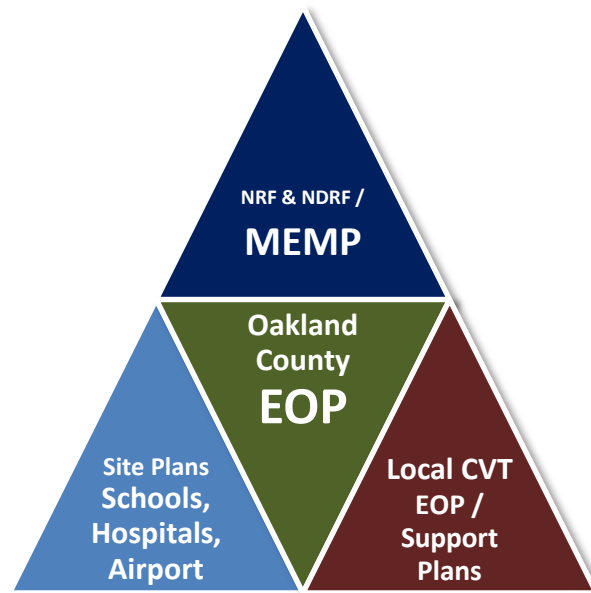 NRF & NDRF /
MEMP
Oakland
County
EOP
Site Plans
Schools,
Hospitals,
Airport
Local CVT
EOP /
Support
Plans